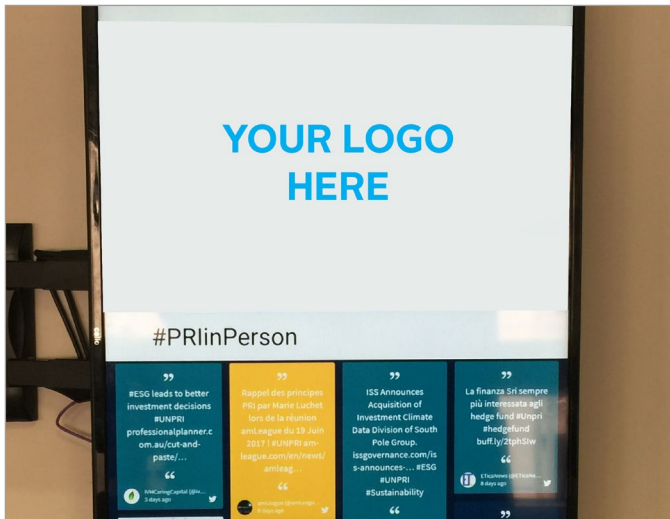 YOUR LOGO
HERE
#PRIinPerson
”
#ESG leads to better
investment decisions
#UNPRI
professionalplanner.c
om.au/cut-and-
paste/...
“
WMCaringCapital
3 days ago
”
Rappel des principes
PRI par Marie Luchet
lors de la réunion
amLeague du 19 Juin
2017 | #UNPRI am-
league.com/en/news/
amleag...
“
”
ISS Announces
Acquisition of
Investment Climate
Data Division of South
Pole Group.
issgovernance.com/is
s-announces-... #ESG
#UNPRI
#Sustainability
“
”
La finanza Sri sempre
più interessata agli
hedge fund #Unpri
#hedgefund
buff.ly/2tphSIw
“
EticaNews
8 days ago